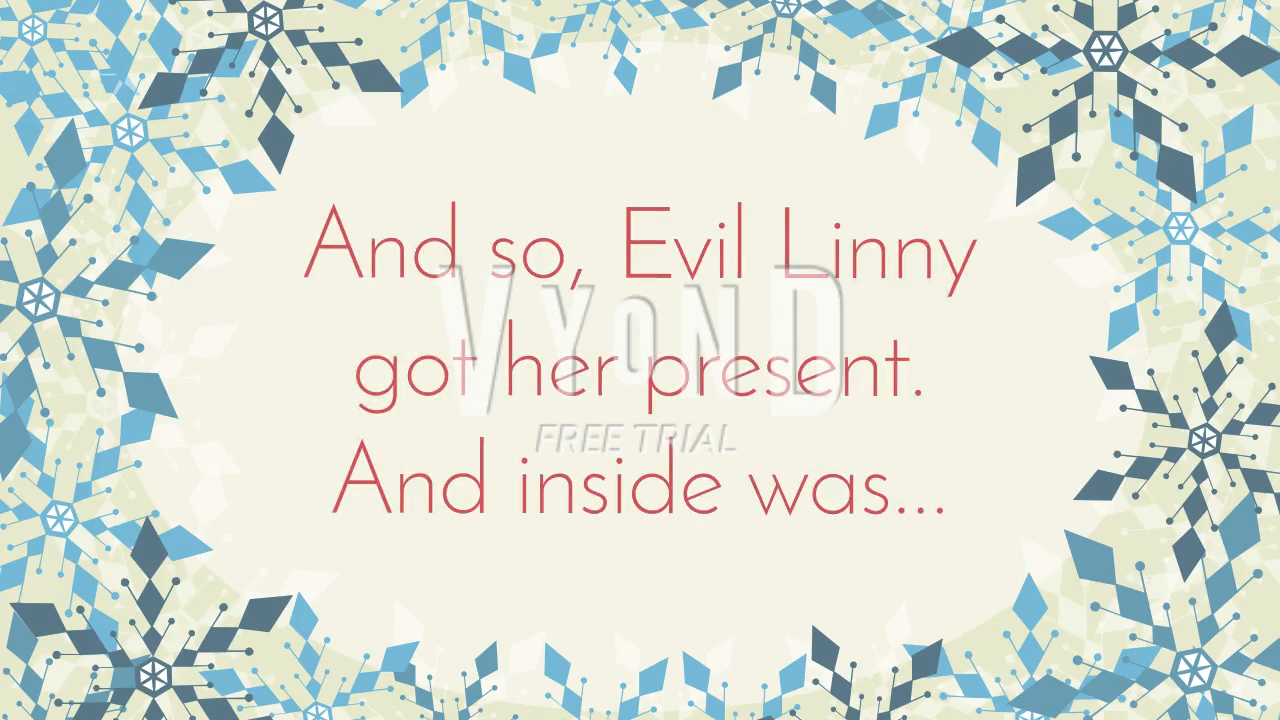 And so, Evil Linny
got her present.
VYOND
FREE TRIAL
And inside was...